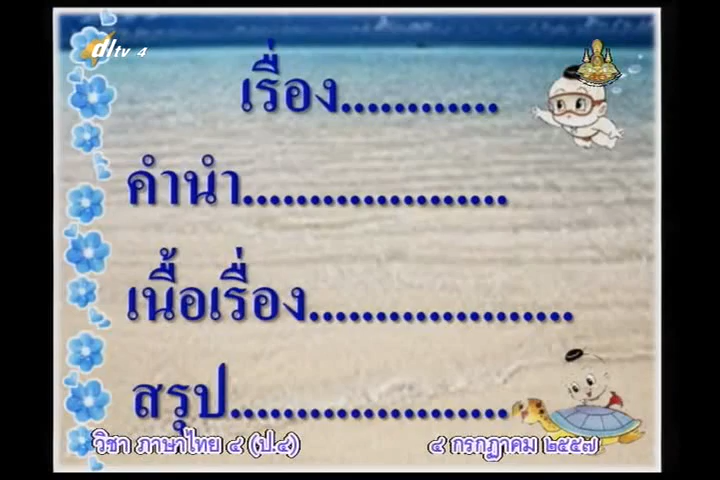 dltv 4
เรื่อง............
คำนำ....................
เนื้อเรื่อง....................
สรุป.....................
วิชา ภาษาไทย ๔ (ป.๔) ๔ กรกฎาคม ๒๕๕๗